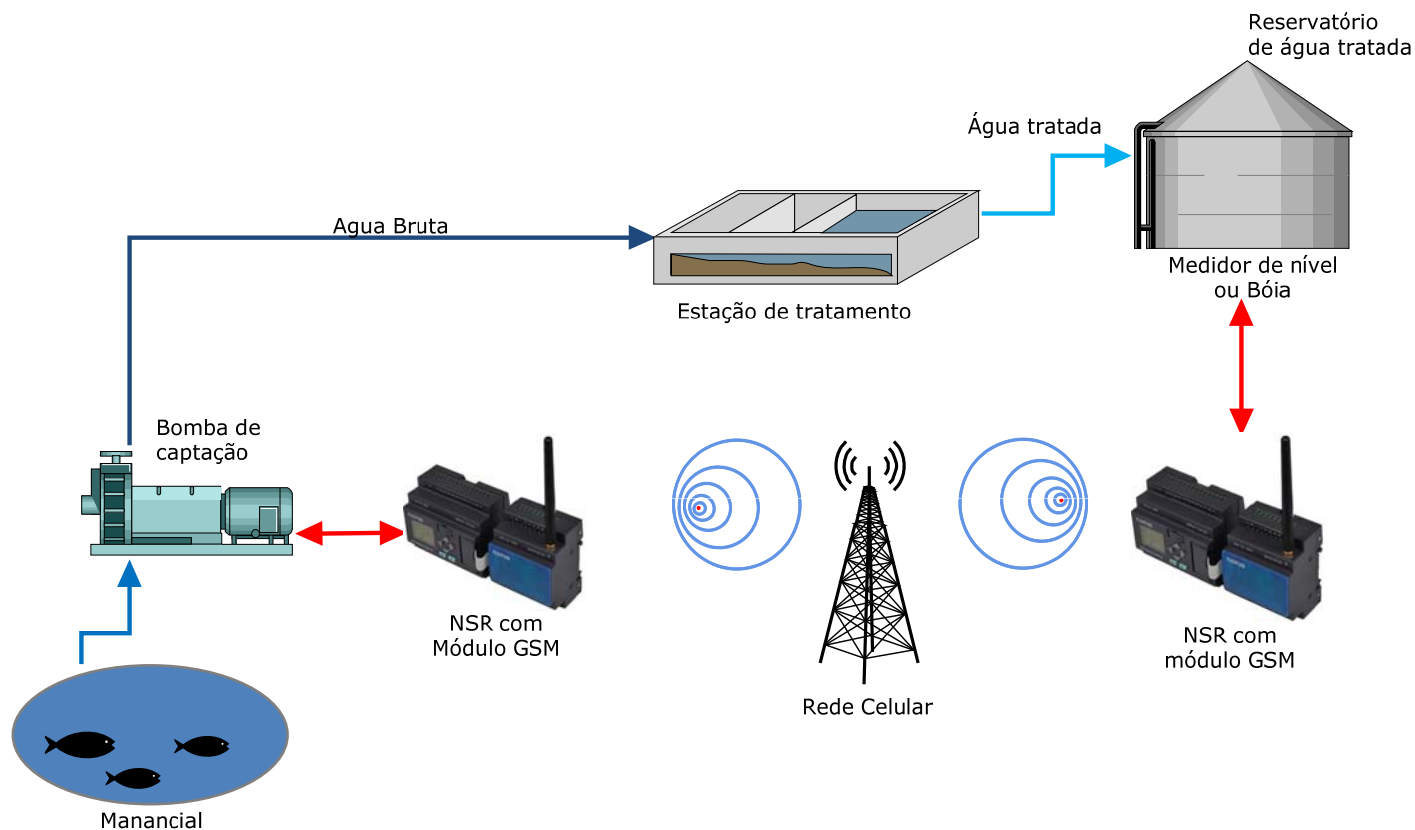 Reservatório
de água tratada
Água tratada
Agua Bruta
Medidor de nível
ou Bóia
Estação de tratamento
Bomba de
captação
NSR com
Módulo GSM
NSR com
módulo GSM
Rede Celular
Manancial